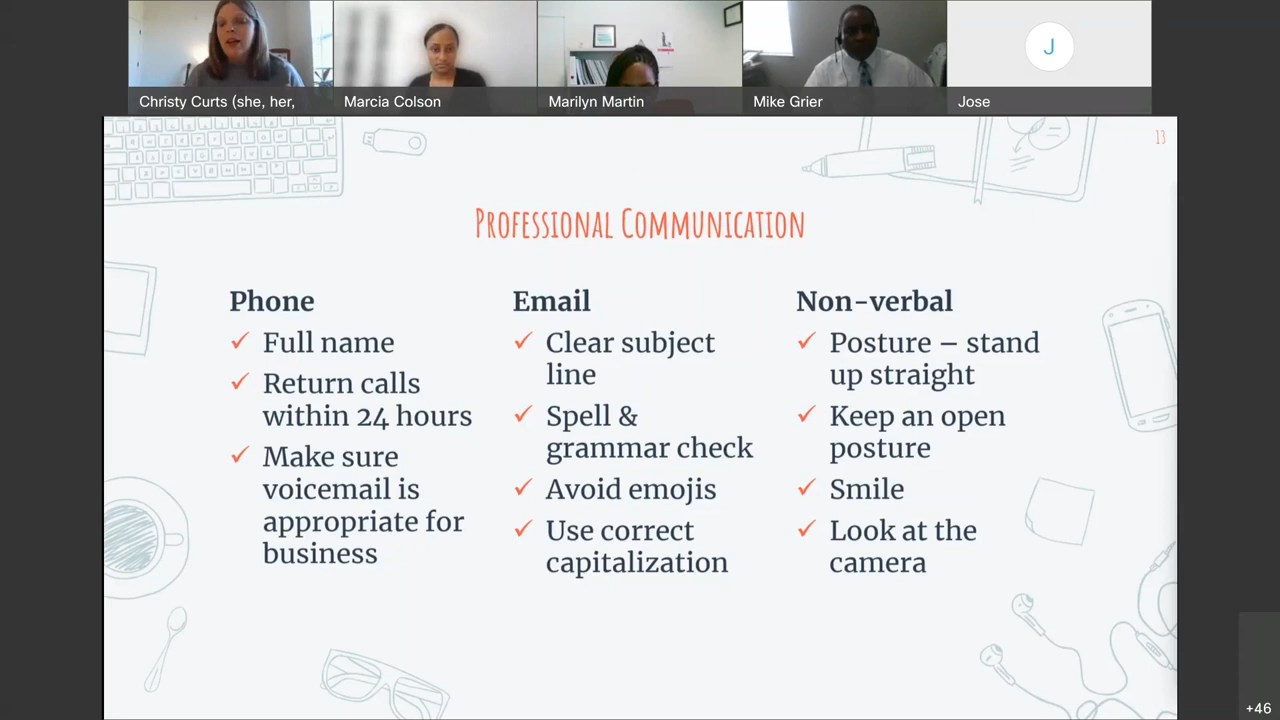 Christy Curts (she, her,
Marcia Colson
Marilyn Martin
Mike Grier
J
Jose
13
Professional Communication
Phone
Full name
Return calls
within 24 hours
Make sure
voicemail is
appropriate for
business
Email
Clear subject
line
Spell &
grammar check
Avoid emojis
Use correct
capitalization
Non-verbal
Posture – stand
up straight
Keep an open
posture
Smile
Look at the
camera
+46